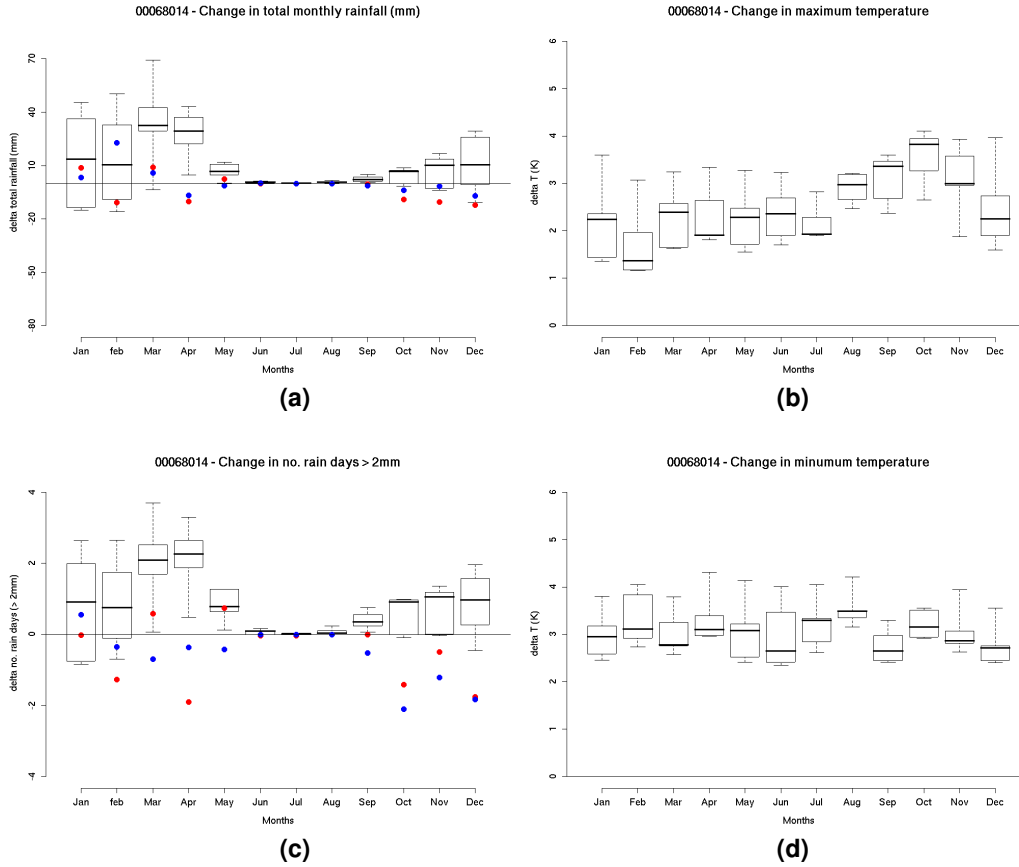 00068014 - Change in total monthly rainfall (mm)
delta total rainfall (mm)
70
40
10
20
-50
-80
Jan feb Mar Apr May Jun Jul Aug Sep Oct Nov Dec
Months
(a)
00068014 - Change in maximum temperature
delta T (K)
6
5
4
3
2
1
0
Jan Feb Mar Apr May Jun Jul Aug Sep Oct Nov Dec
Months
(b)
00068014 - Change in no. rain days > 2mm
delta no. rain days (> 2mm)
4
2
0
-2
-4
Jan feb Mar Apr May Jun Jul Aug Sep Oct Nov Dec
Months
(c)
00068014 - Change in minumum temperature
delta T (K)
6
5
4
3
2
1
0
Jan Feb Mar Apr May Jun Jul Aug Sep Oct Nov Dec
Months
(d)